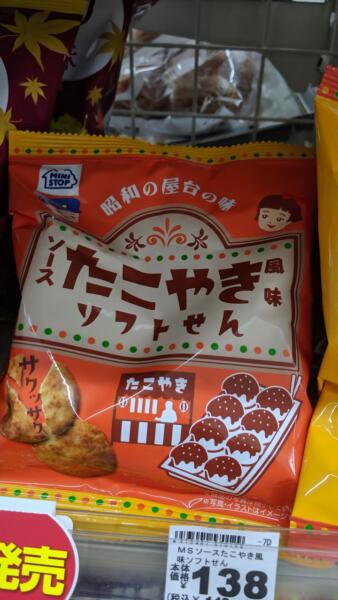 MINI
STOP
昭和の屋台の味
ソース
たこやき
風味
ソフトせん
サクッサク
たこやき
※写真・イラストはイメージ
発売
-7D
MSソースたこやき風
味ソフトせん
本体
価格
¥
138
(税込¥